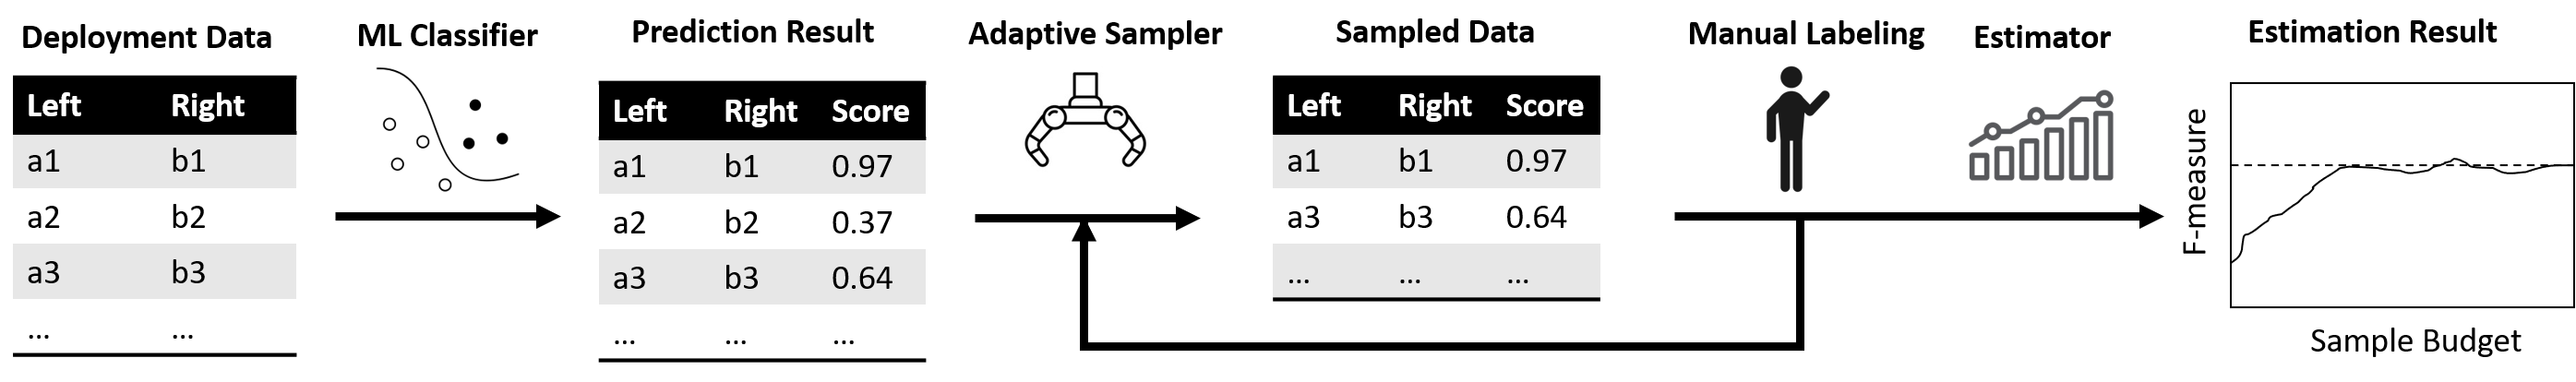 Deployment Data
Left Right
a1 b1
a2 b2
a3 b3
... ...
ML Classifier
Prediction Result
Left Right Score
a1 b1 0.97
a2 b2 0.37
a3 b3 0.64
... ... ...
Adaptive Sampler
Sampled Data
Left Right Score
a1 b1 0.97
a3 b3 0.64
... ... ...
Manual Labeling
Estimator
Estimation Result
F-measure
Sample Budget